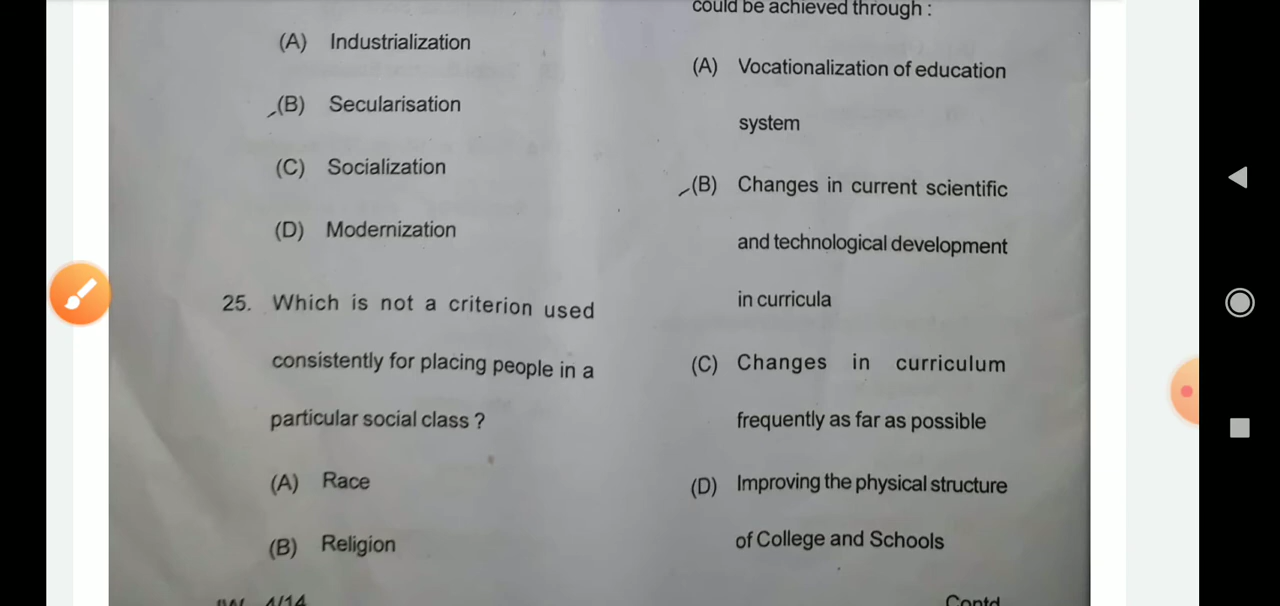 (A) Industrialization
(B) Secularisation
(C) Socialization
(D) Modernization
25. Which is not a criterion used
consistently for placing people in a
particular social class ?
(A) Race
(B) Religion
4/14
could be achieved through :
(A) Vocationalization of education
system
(B) Changes in current scientific
and technological development
in curricula
(C) Changes in curriculum
frequently as far as possible
(D) Improving the physical structure
of College and Schools
Contd